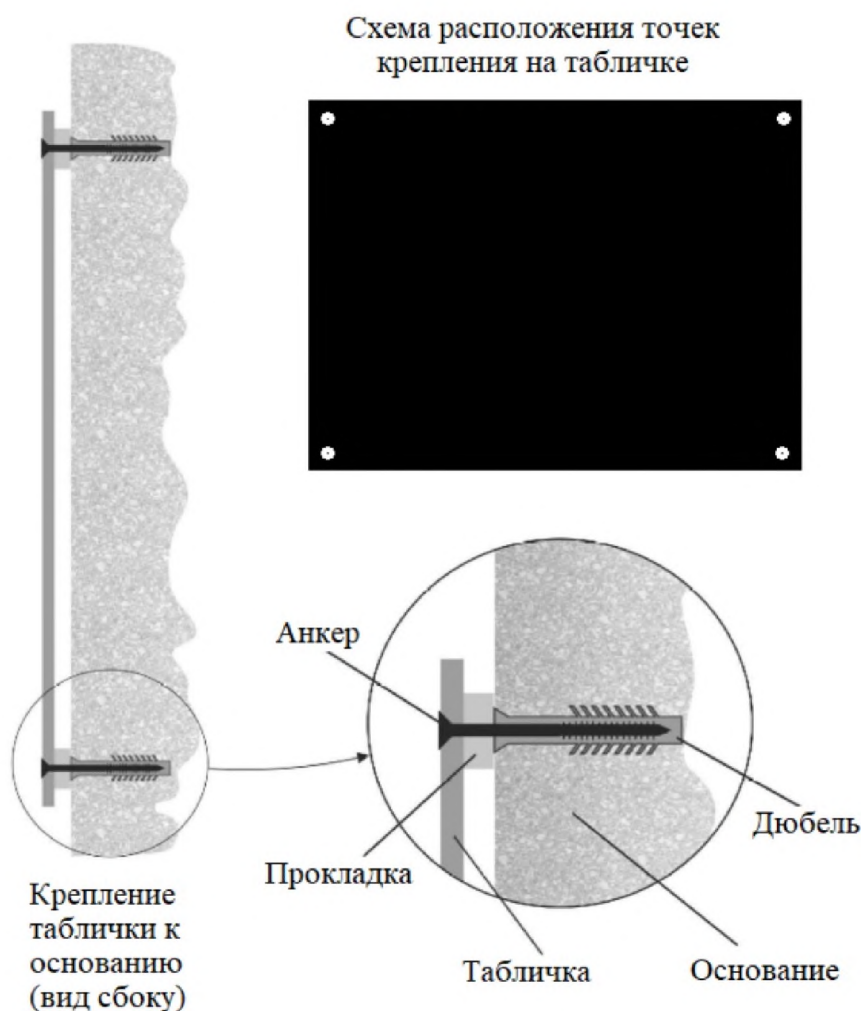 Схема расположения точек
крепления на табличке
Анкер
Дюбель
Прокладка
Крепление
таблички к
основанию
(вид сбоку)
Табличка
Основание